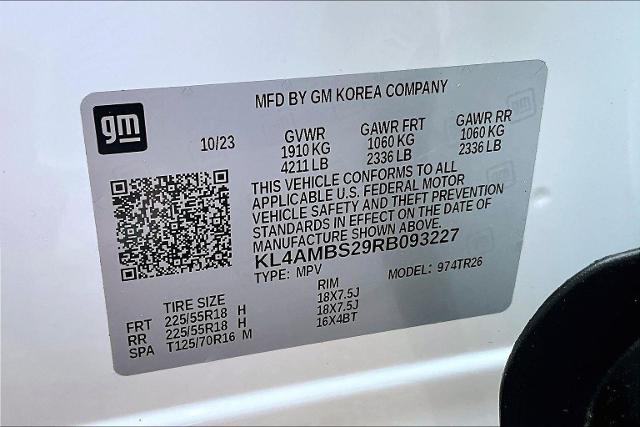 gm
MFD BY GM KOREA COMPANY
10/23
GVWR
1910 KG
4211 LB
GAWR FRT
1060 KG
2336 LB
GAWR RR
1060 KG
2336 LB
THIS VEHICLE CONFORMS TO ALL
APPLICABLE U.S. FEDERAL MOTOR
VEHICLE SAFETY AND THEFT PREVENTION
STANDARDS IN EFFECT ON THE DATE OF
MANUFACTURE SHOWN ABOVE.
KL4AMBS29RB093227
TYPE: MPV MODEL: 974TR26
TIRE SIZE RIM
FRT 225/55R18 H 18X7.5J
RR 225/55R18 H 18X7.5J
SPA T125/70R16 M 16X4BT